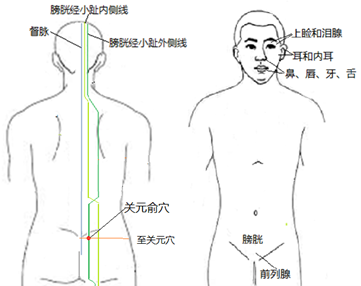 膀胱经小趾内侧线
督脉
膀胱经小趾外侧线
关元俞穴
至关元穴
上睑和泪腺
耳和内耳
鼻、眉、牙、舌
膀胱
前列腺